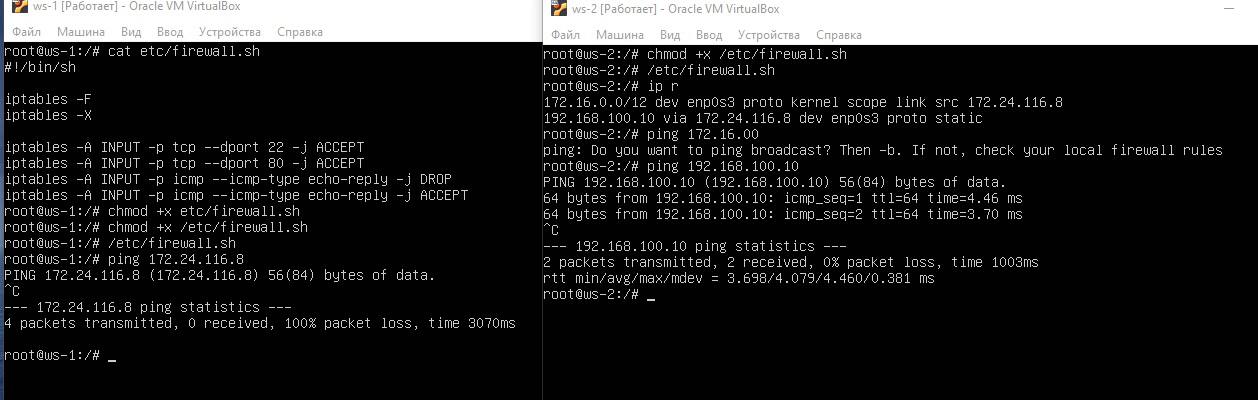 ws-1 [Работает] - Oracle VM VirtualBox
Файл Машина Вид Ввод Устройства Справка
root@ws-1:/# cat etc/firewall.sh
#!/bin/sh
iptables -F
iptables -X
iptables -A INPUT -p tcp --dport 22 -j ACCEPT
iptables -A INPUT -p tcp --dport 80 -j ACCEPT
iptables -A INPUT -p icmp --icmp-type echo-reply -j DROP
iptables -A INPUT -p icmp --icmp-type echo-reply -j ACCEPT
root@ws-1:/# chmod +x etc/firewall.sh
root@ws-1:/# chmod +x /etc/firewall.sh
root@ws-1:/# /etc/firewall.sh
root@ws-1:/# ping 172.24.116.8
PING 172.24.116.8 (172.24.116.8) 56(84) bytes of data.
^C
--- 172.24.116.8 ping statistics ---
4 packets transmitted, 0 received, 100% packet loss, time 3070ms
root@ws-1:/# _
ws-2 [Работает] - Oracle VM VirtualBox
Файл Машина Вид Ввод Устройства Справка
root@ws-2:/# chmod +x /etc/firewall.sh
root@ws-2:/# /etc/firewall.sh
root@ws-2:/# ip r
172.16.0.0/12 dev enp0s3 proto kernel scope link src 172.24.116.8
192.168.100.10 via 172.24.116.8 dev enp0s3 proto static
root@ws-2:/# ping 172.16.00
ping: Do you want to ping broadcast? Then -b. If not, check your local firewall rules
root@ws-2:/# ping 192.168.100.10
PING 192.168.100.10 (192.168.100.10) 56(84) bytes of data.
64 bytes from 192.168.100.10: icmp_seq=1 ttl=64 time=4.46 ms
64 bytes from 192.168.100.10: icmp_seq=2 ttl=64 time=3.70 ms
^C
--- 192.168.100.10 ping statistics ---
2 packets transmitted, 2 received, 0% packet loss, time 1003ms
rtt min/avg/max/mdev = 3.698/4.079/4.460/0.381 ms
root@ws-2:/# _